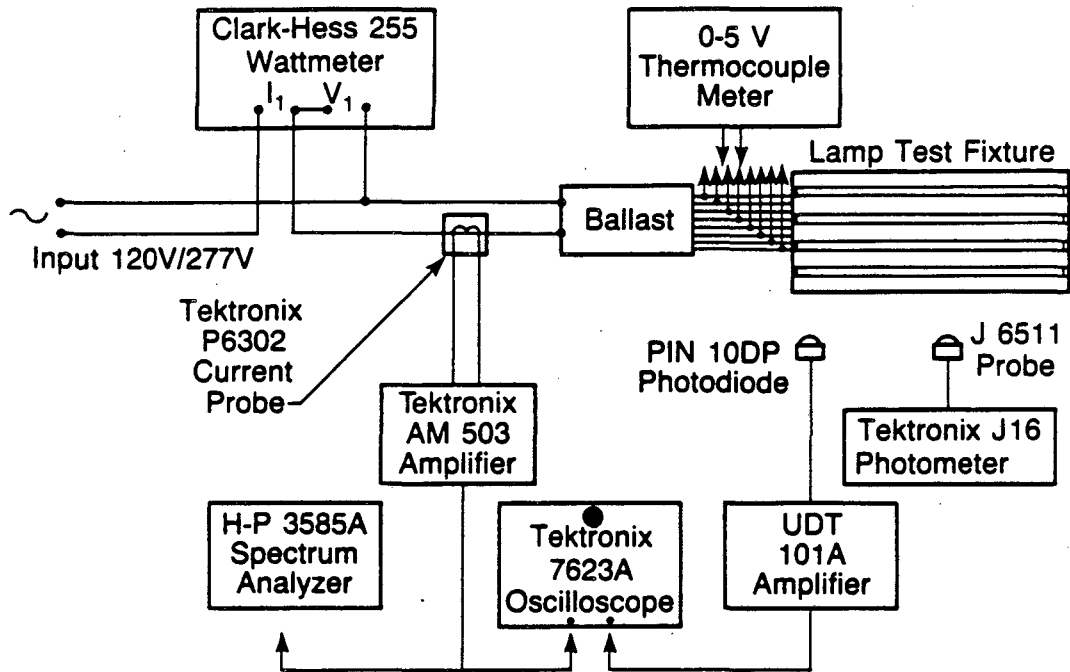 Clark-Hess 255
Wattmeter
I1 V1
0-5 V
Thermocouple
Meter
Lamp Test Fixture
Ballast
Input 120V/277V
Tektronix
P6302
Current
Probe
Tektronix
AM 503
Amplifier
PIN 10DP
Photodiode
J 6511
Probe
Tektronix J16
Photometer
H-P 3585A
Spectrum
Analyzer
Tektronix
7623A
Oscilloscope
UDT
101A
Amplifier